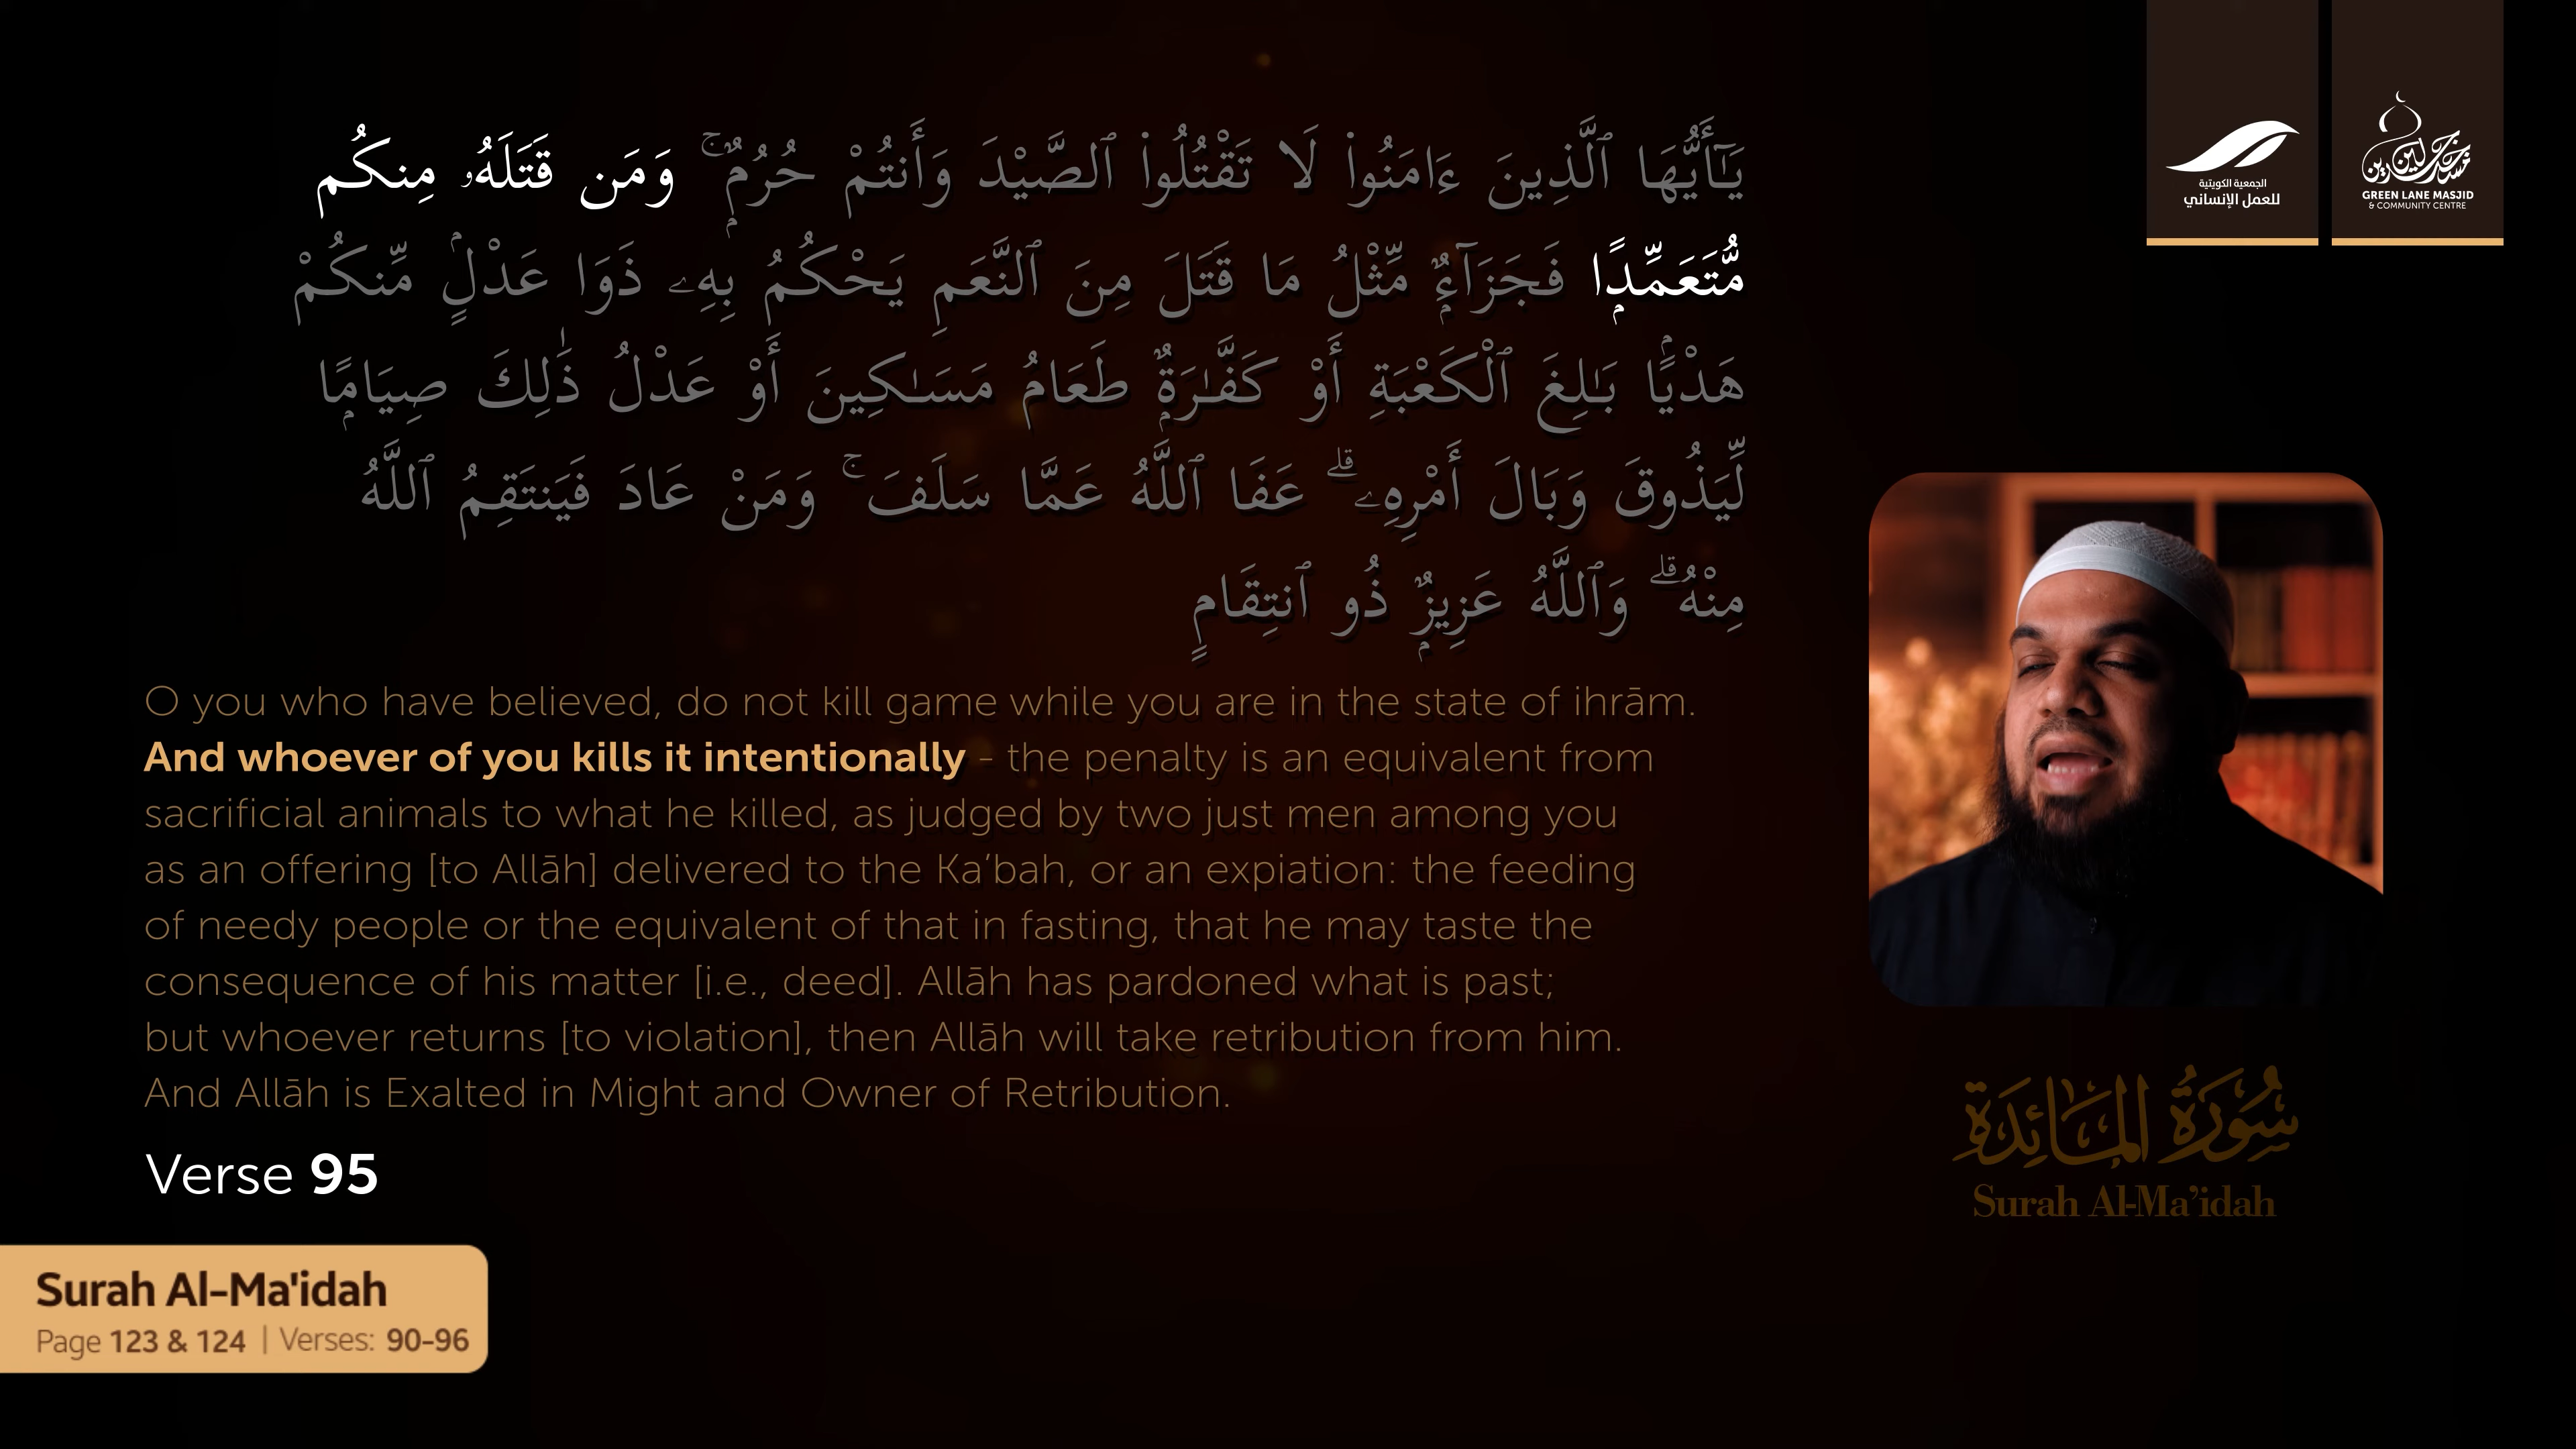 يَـٰٓأَيُّهَا ٱلَّذِينَ ءَامَنُوا۟ لَا تَقْتُلُوا۟ ٱلصَّيْدَ وَأَنتُمْ حُرُمٌۭ ۚ وَمَن قَتَلَهُۥ مِنكُم
مُّتَعَمِّدًۭا فَجَزَآءٌۭ مِّثْلُ مَا قَتَلَ مِنَ ٱلنَّعَمِ يَحْكُمُ بِهِۦ ذَوَا عَدْلٍۢ مِّنكُمْ
هَدْيًۢا بَـٰلِغَ ٱلْكَعْبَةِ أَوْ كَفَّـٰرَةٌۭ طَعَامُ مَسَـٰكِينَ أَوْ عَدْلُ ذَٰلِكَ صِيَامًۭا
لِّيَذُوقَ وَبَالَ أَمْرِهِۦ ۗ عَفَا ٱللَّهُ عَمَّا سَلَفَ ۚ وَمَنْ عَادَ فَيَنتَقِمُ ٱللَّهُ
مِنْهُ ۗ وَٱللَّهُ عَزِيزٌۭ ذُو ٱنتِقَامٍ
O you who have believed, do not kill game while you are in the state of ihrām.
And whoever of you kills it intentionally - the penalty is an equivalent from
sacrificial animals to what he killed, as judged by two just men among you
as an offering [to Allāh] delivered to the Ka’bah, or an expiation: the feeding
of needy people or the equivalent of that in fasting, that he may taste the
consequence of his matter [i.e., deed]. Allāh has pardoned what is past;
but whoever returns [to violation], then Allāh will take retribution from him.
And Allāh is Exalted in Might and Owner of Retribution.
Verse 95
Surah Al-Ma'idah
Page 123 & 124 | Verses: 90-96
الجمعية الكويتية
للعمل الإنساني
مسجد جرين لين
GREEN LANE MASJID
& COMMUNITY CENTRE
سُورَةُ المَائِدَةِ
Surah Al-Ma’idah